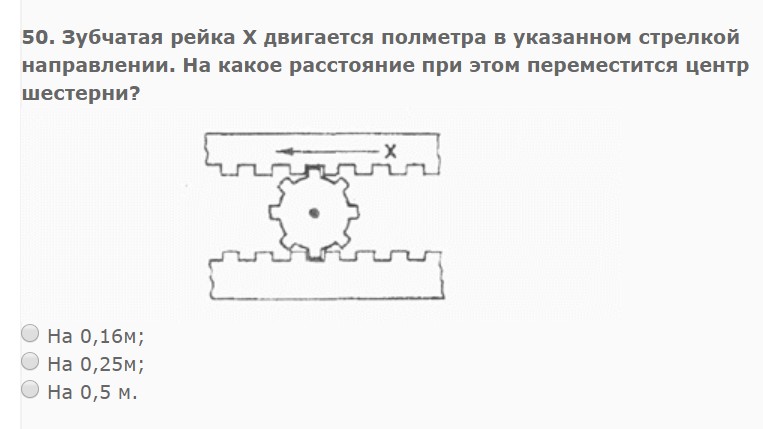 50. Зубчатая рейка X двигается полметра в указанном стрелкой
направлении. На какое расстояние при этом переместится центр
шестерни?
X
На 0,16м;
На 0,25м;
На 0,5 м.